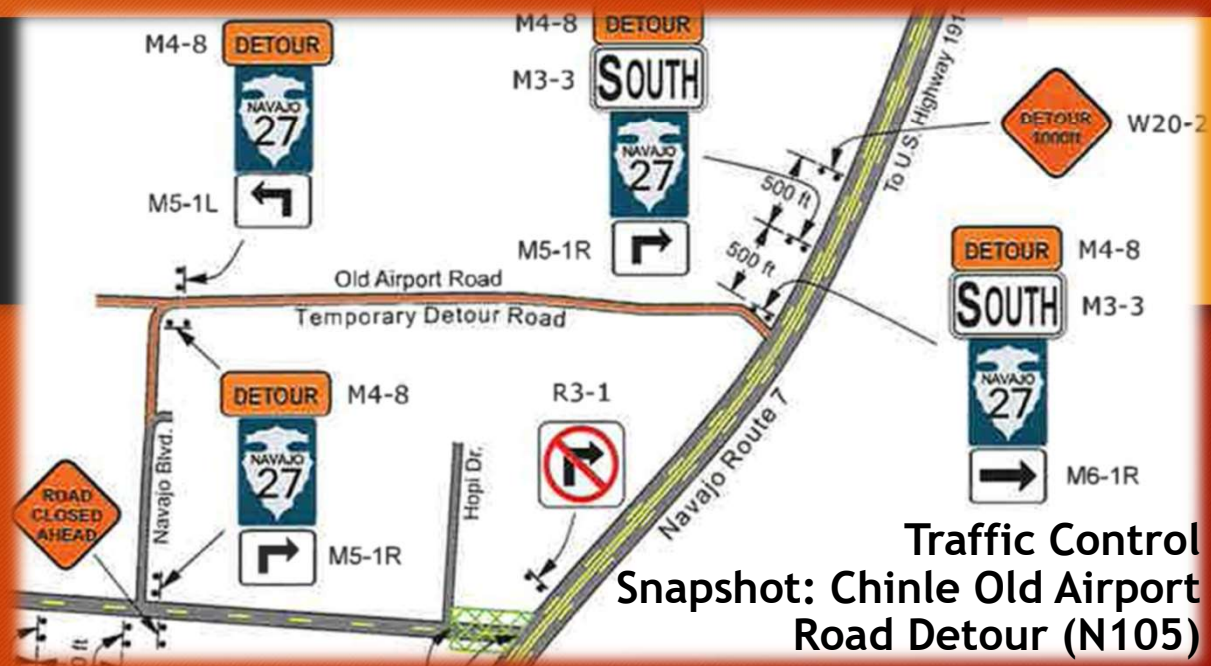 M4-8
DETOUR
NAVAJO
27
M5-1L
M4-8
DETOUR
M3-3
SOUTH
NAVAJO
27
M5-1R
To U.S. Highway 191
DETOUR
1000ft
W20-2
500 ft
500 ft
DETOUR
M4-8
SOUTH
M3-3
NAVAJO
27
M6-1R
Old Airport Road
Temporary Detour Road
DETOUR
M4-8
NAVAJO
27
M5-1R
R3-1
Navajo Blvd.
Hopi Dr.
Navajo Route 7
ROAD
CLOSED
AHEAD
Traffic Control
Snapshot: Chinle Old Airport
Road Detour (N105)